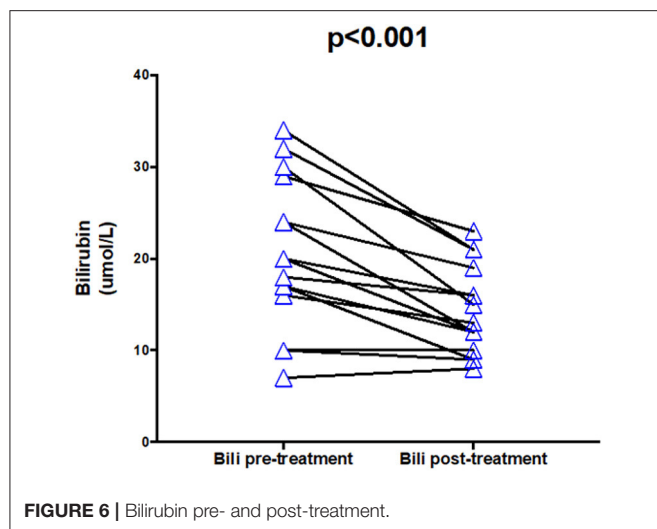 p<0.001
40
30
20
10
0
Bilirubin
(umol/L)
Bili pre-treatment
Bili post-treatment
FIGURE 6 | Bilirubin pre- and post-treatment.